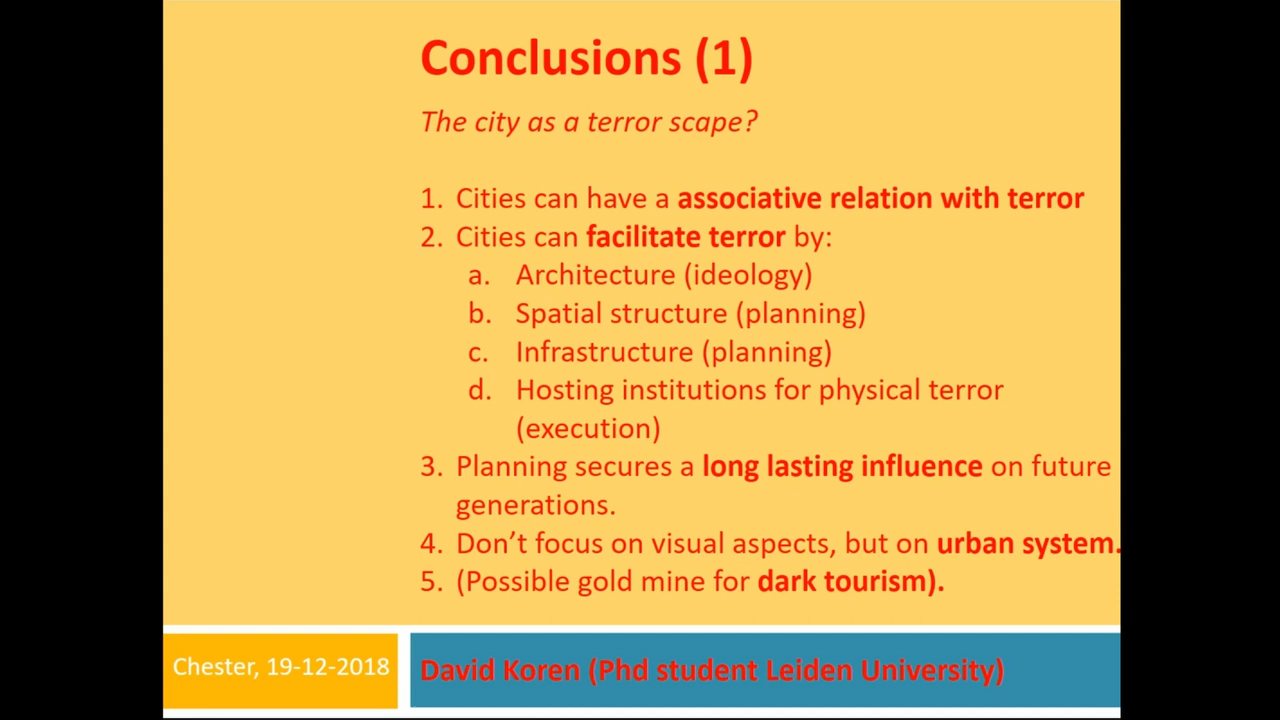 Conclusions (1)
The city as a terror scape?
1. Cities can have a associative relation with terror
2. Cities can facilitate terror by:
a. Architecture (ideology)
b. Spatial structure (planning)
c. Infrastructure (planning)
d. Hosting institutions for physical terror
(execution)
3. Planning secures a long lasting influence on future
generations.
4. Don’t focus on visual aspects, but on urban system.
5. (Possible gold mine for dark tourism).
Chester, 19-12-2018
David Koren (Phd student Leiden University)